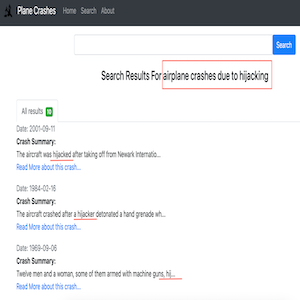 Plane Crashes Home Search About
Search
Search Results For airplane crashes due to hijacking
All results 10
Date: 2001-09-11
Crash Summary:
The aircraft was hijacked after taking off from Newark Internatio...
Read More about this crash...
Date: 1984-02-16
Crash Summary:
The aircraft crashed after a hijacker detonated a hand grenade wh...
Read More about this crash...
Date: 1969-09-06
Crash Summary:
Twelve men and a woman, some of them armed with machine guns, hij...
Read More about this crash...